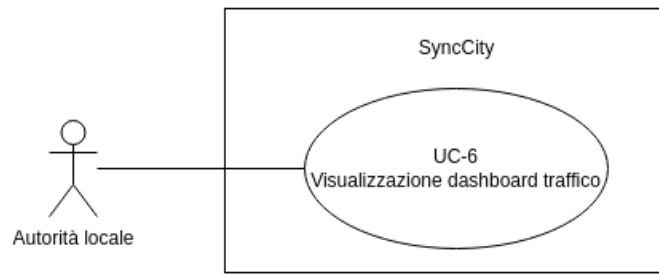 SyncCity
UC-6
Visualizzazione dashboard traffico
Autorità locale